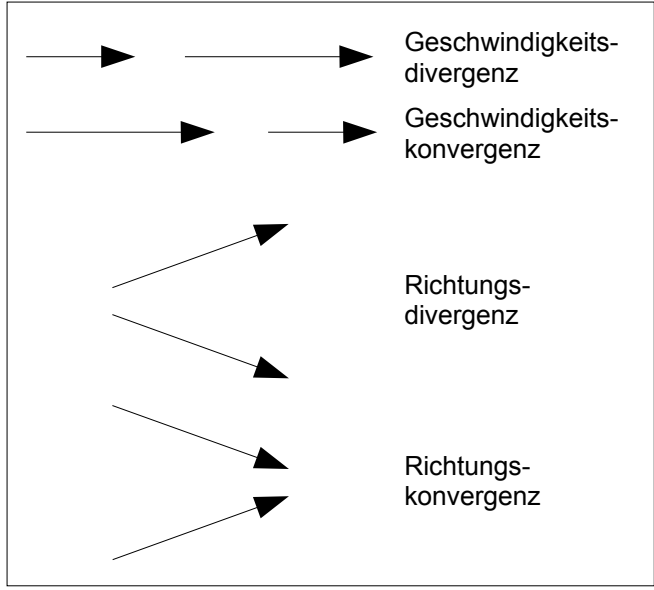 Geschwindigkeits-
divergenz
Geschwindigkeits-
konvergenz
Richtungs-
divergenz
Richtungs-
konvergenz